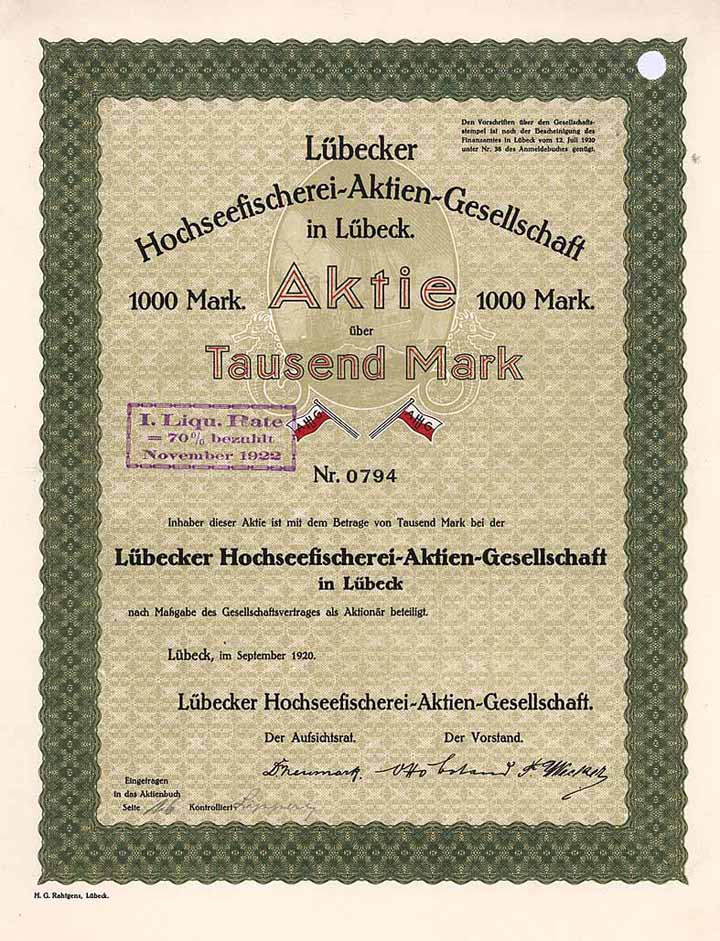 Den Vorschriften über den Gesellschafts-
stempel ist nach der Bescheinigung des
Finanzamtes in Lübeck vom 12. Juli 1920
unter Nr. 38 des Anmeldebuches genügt.
Lübecker
Hochseefischerei-Aktien-Gesellschaft
in Lübeck.
1000 Mark. Aktie 1000 Mark.
über
Tausend Mark
I. Liqu. Rate
= 70% bezahlt
November 1922
Nr. 0794
Inhaber dieser Aktie ist mit dem Betrage von Tausend Mark bei der
Lübecker Hochseefischerei-Aktien-Gesellschaft
in Lübeck
nach Maßgabe des Gesellschaftsvertrages als Aktionär beteiligt.
Lübeck, im September 1920.
Lübecker Hochseefischerei-Aktien-Gesellschaft.
Der Aufsichtsrat. Der Vorstand.
Eingetragen
in das Aktienbuch
Seite Kontrolliert
H. G. Rahtgens, Lübeck.